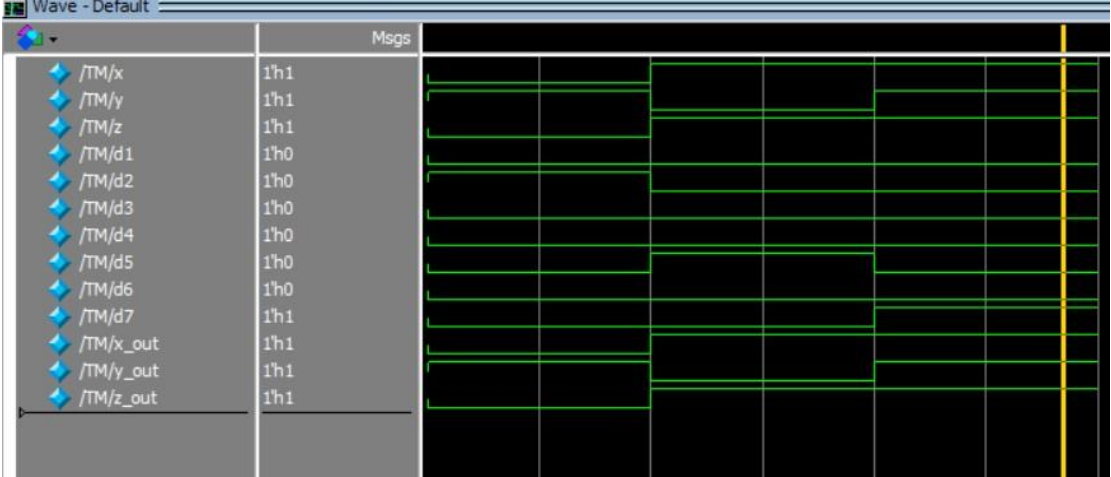 Wave - Default
Msgs
/TM/x 1'h1
/TM/y 1'h1
/TM/z 1'h1
/TM/d1 1'h0
/TM/d2 1'h0
/TM/d3 1'h0
/TM/d4 1'h0
/TM/d5 1'h0
/TM/d6 1'h0
/TM/d7 1'h1
/TM/x_out 1'h1
/TM/y_out 1'h1
/TM/z_out 1'h1